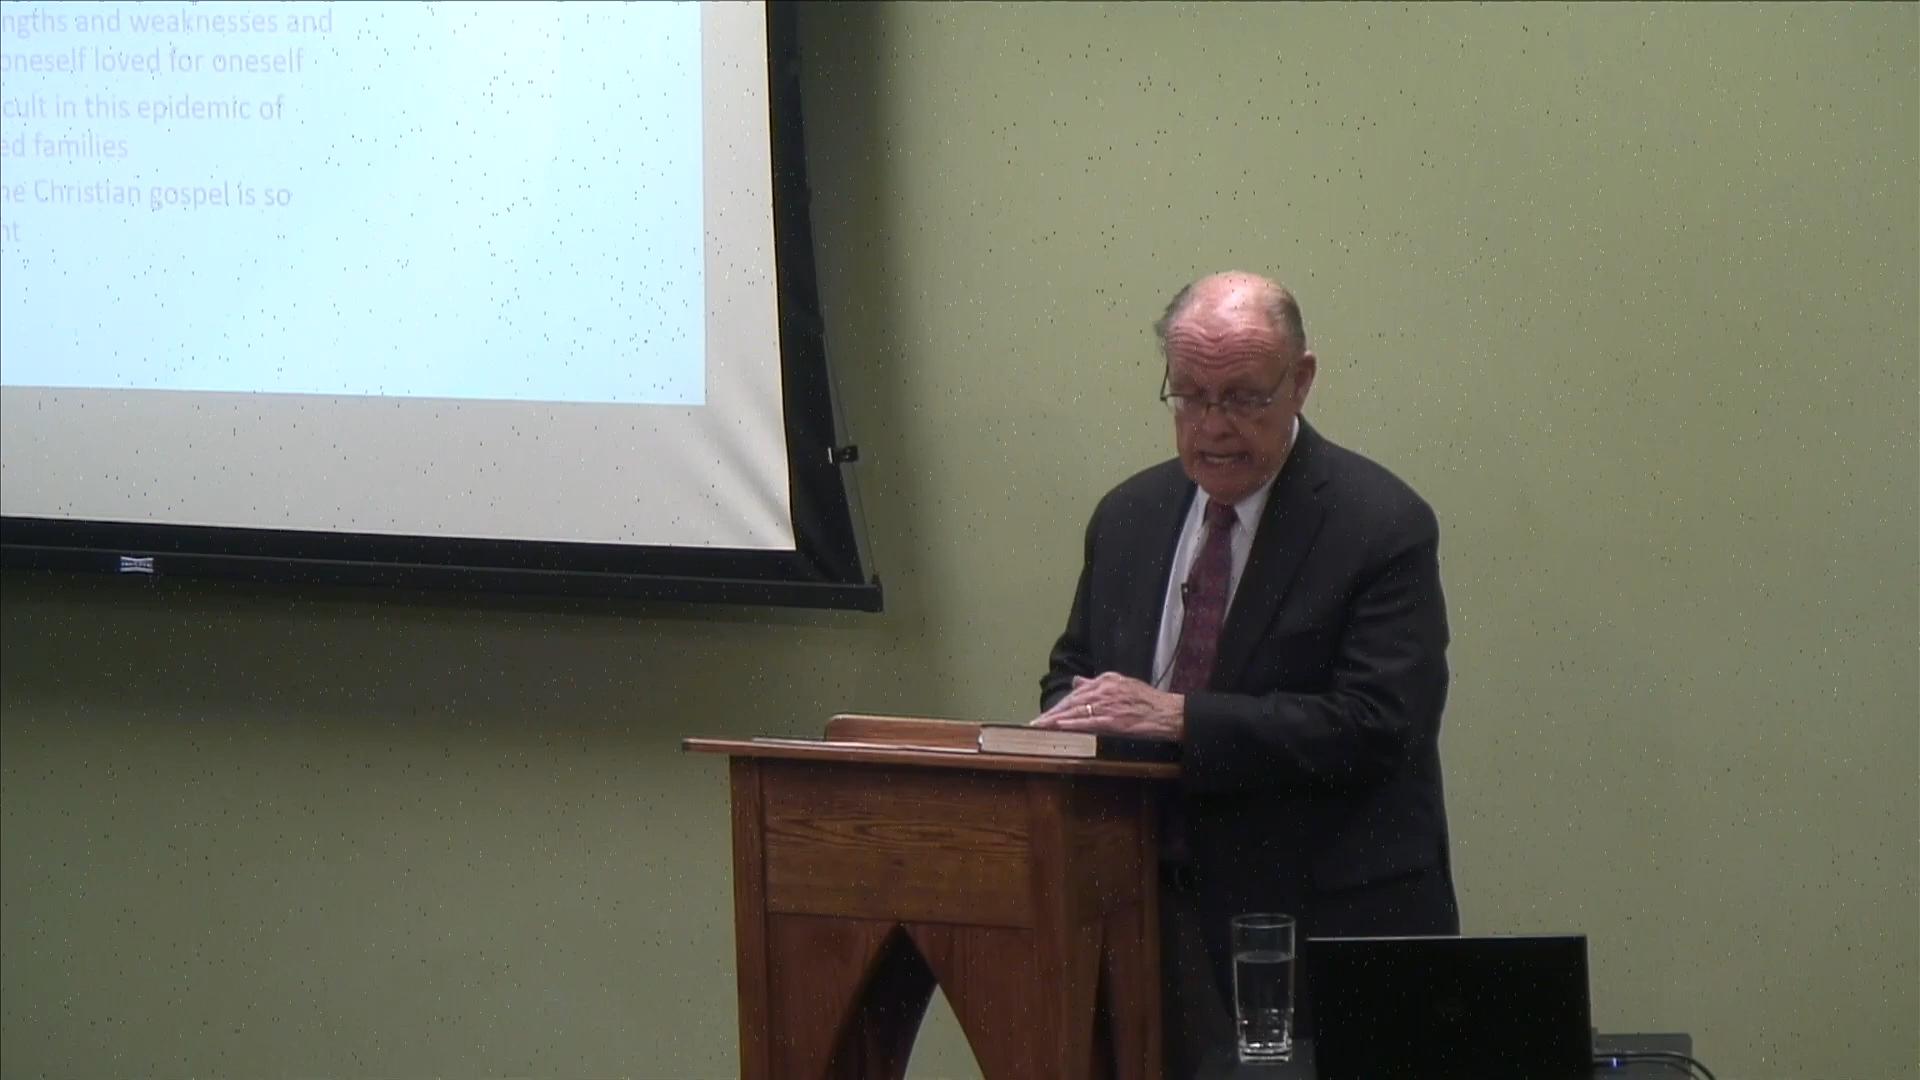 ngths and weaknesses and
oneself loved for oneself
cult in this epidemic of
ed families
he Christian gospel is so
nt